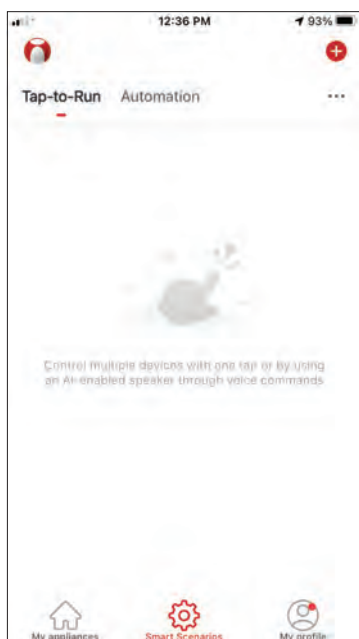 12:36 PM
93%
Tap-to-Run Automation
Control multiple devices with one tap or by using
an AI-enabled speaker through voice commands
My appliances Smart Scenarios My profile